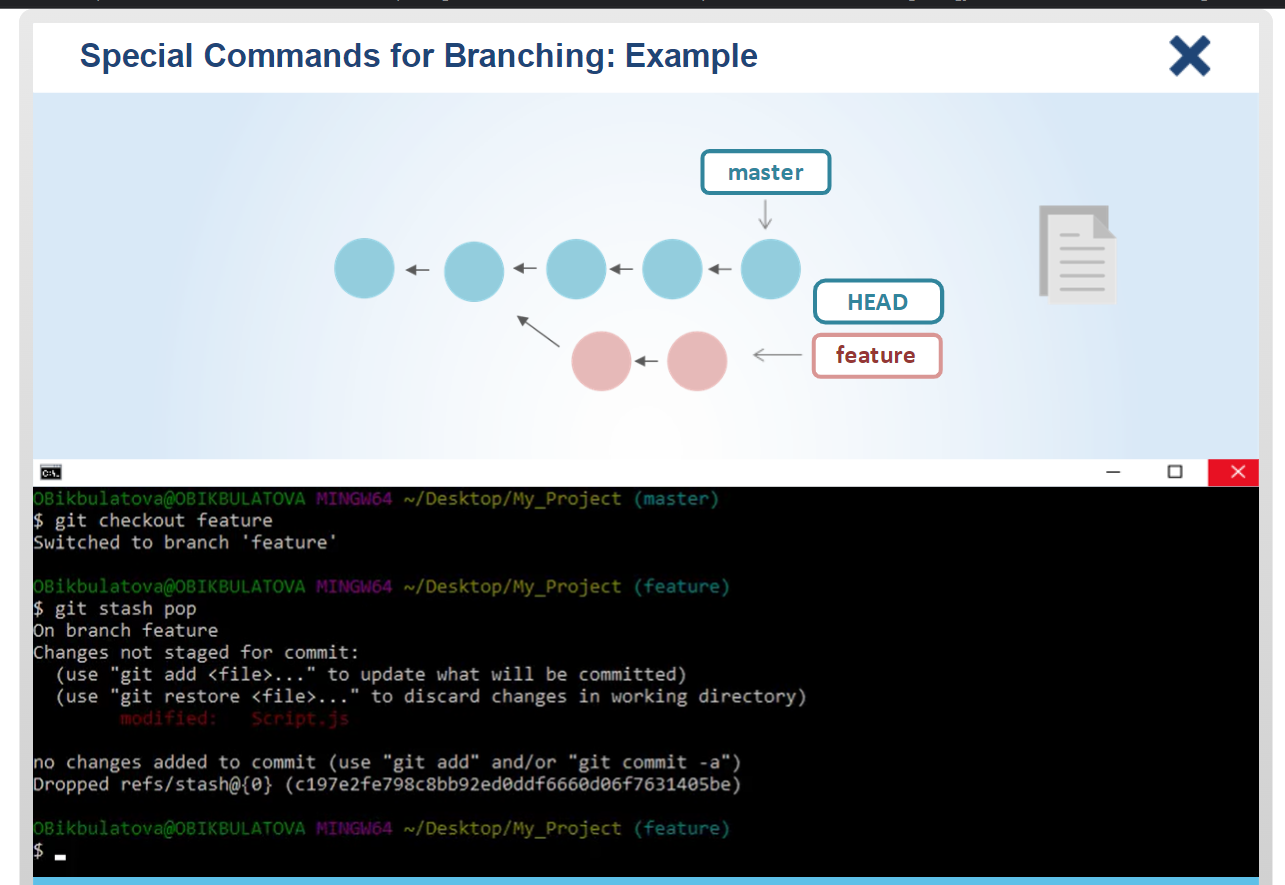 Special Commands for Branching: Example
master
HEAD
feature
C:\.
OBikbulatova@OBIKBULATOVA MINGW64 ~/Desktop/My_Project (master)
$ git checkout feature
Switched to branch 'feature'
OBikbulatova@OBIKBULATOVA MINGW64 ~/Desktop/My_Project (feature)
$ git stash pop
On branch feature
Changes not staged for commit:
(use "git add <file>..." to update what will be committed)
(use "git restore <file>..." to discard changes in working directory)
modified: Script.js
no changes added to commit (use "git add" and/or "git commit -a")
Dropped refs/stash@{0} (c197e2fe798c8bb92ed0ddf6660d06f7631405be)
OBikbulatova@OBIKBULATOVA MINGW64 ~/Desktop/My_Project (feature)
$